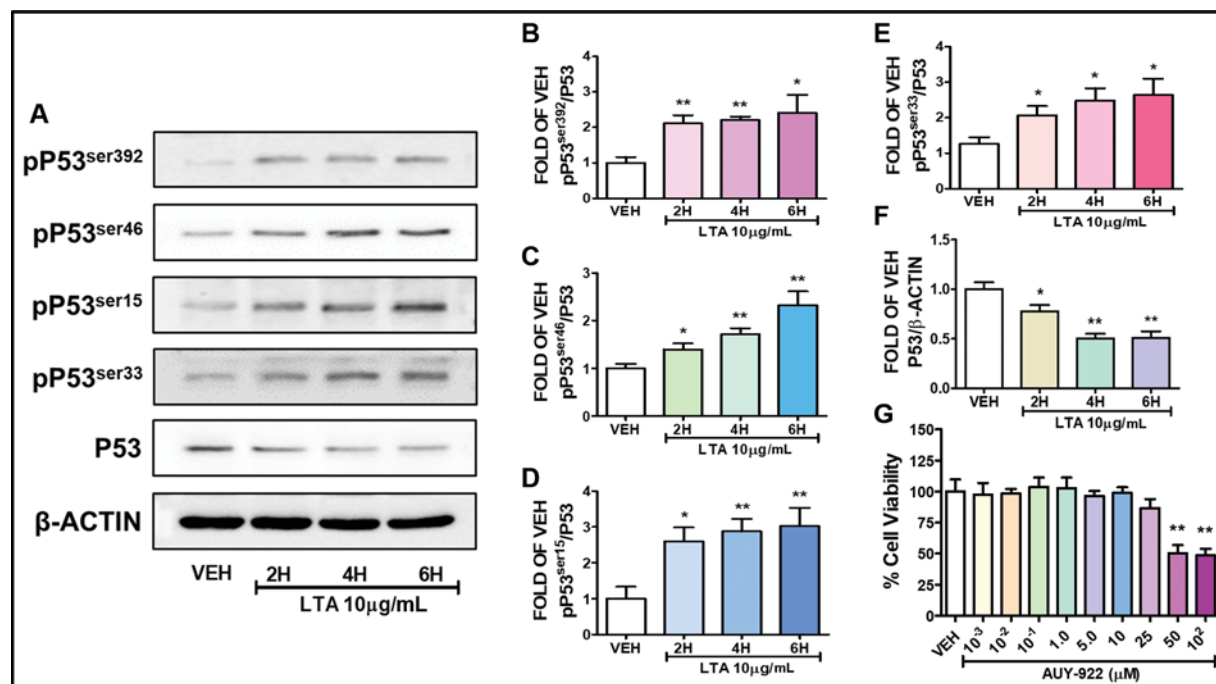 A
pP53ser392
pP53ser46
pP53ser15
pP53ser33
P53
β-ACTIN
VEH 2H 4H 6H
LTA 10μg/mL
B
FOLD OF VEH
pP53ser392/P53
4
3
2
1
0
** ** *
VEH 2H 4H 6H
LTA 10μg/mL
C
FOLD OF VEH
pP53ser46/P53
3
2
1
0
* ** **
VEH 2H 4H 6H
LTA 10μg/mL
D
FOLD OF VEH
pP53ser15/P53
4
3
2
1
0
* ** **
VEH 2H 4H 6H
LTA 10μg/mL
E
FOLD OF VEH
pP53ser33/P53
4
3
2
1
0
* * *
VEH 2H 4H 6H
LTA 10μg/mL
F
FOLD OF VEH
P53/β-ACTIN
1.5
1.0
0.5
0.0
* ** **
VEH 2H 4H 6H
LTA 10μg/mL
G
% Cell Viability
125
100
75
50
25
0
** **
VEH 10-3 10-2 10-1 1.0 5.0 10 25 50 102
AUY-922 (μM)